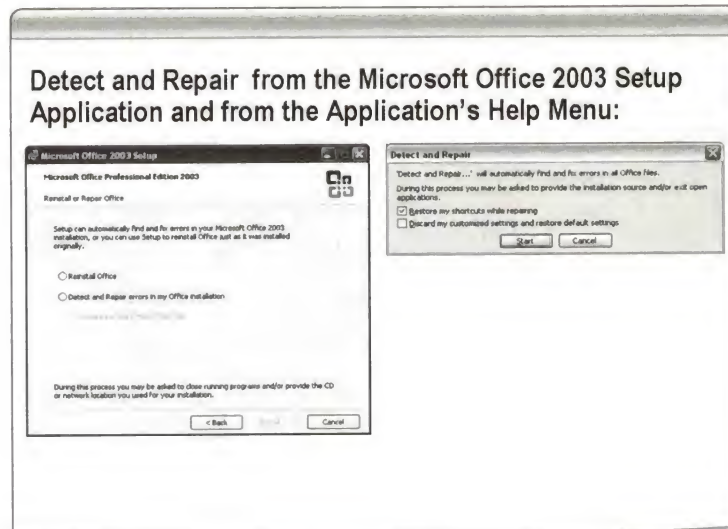 Detect and Repair from the Microsoft Office 2003 Setup
Application and from the Application's Help Menu:
Microsoft Office 2003 Setup
Microsoft Office Professional Edition 2003
Reinstall or Repair Office
Setup can automatically find and fix errors in your Microsoft Office 2003
installation, or you can use Setup to reinstall Office just as it was installed
originally.
Reinstall Office
Detect and Repair errors in my Office installation
During this process you may be asked to close running programs and/or provide the CD
or network location you used for your installation.
< Back
Cancel
Detect and Repair
'Detect and Repair...' will automatically find and fix errors in all Office files.
During this process you may be asked to provide the installation source and/or exit open
applications.
Restore my shortcuts while repairing
Discard my customized settings and restore default settings
Start
Cancel